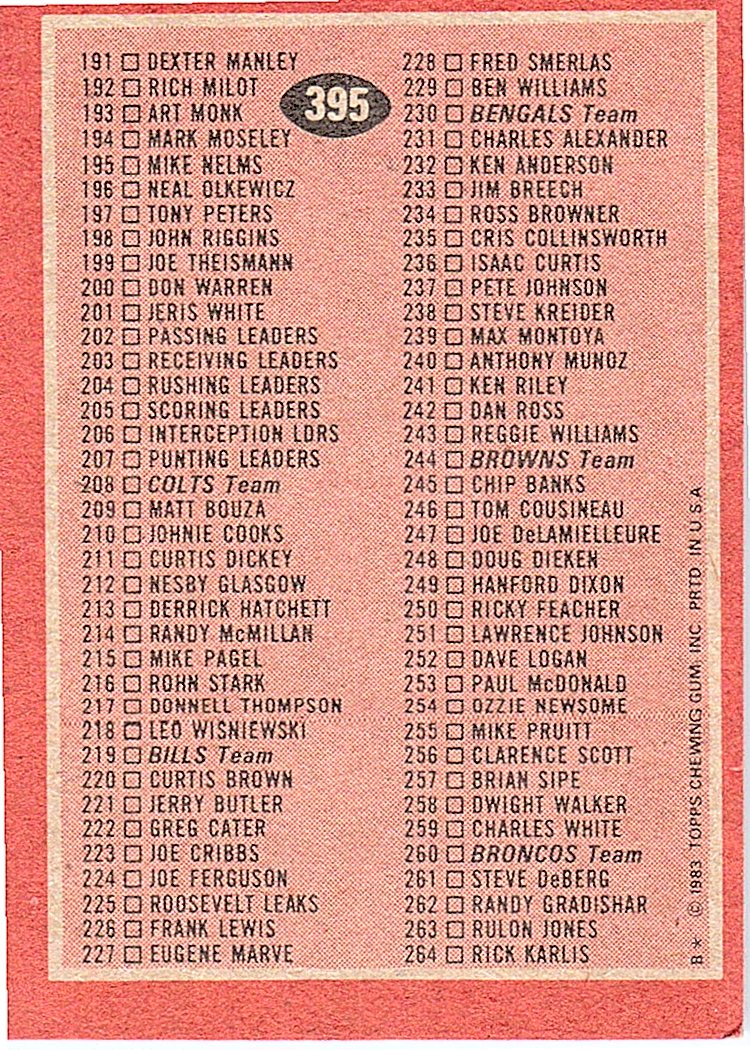 191 DEXTER MANLEY
192 RICH MILOT
193 ART MONK
194 MARK MOSELEY
195 MIKE NELMS
196 NEAL OLKEWICZ
197 TONY PETERS
198 JOHN RIGGINS
199 JOE THEISMANN
200 DON WARREN
201 JERIS WHITE
202 PASSING LEADERS
203 RECEIVING LEADERS
204 RUSHING LEADERS
205 SCORING LEADERS
206 INTERCEPTION LDRS
207 PUNTING LEADERS
208 COLTS Team
209 MATT BOUZA
210 JOHNIE COOKS
211 CURTIS DICKEY
212 NESBY GLASGOW
213 DERRICK HATCHETT
214 RANDY McMILLAN
215 MIKE PAGEL
216 ROHN STARK
217 DONNELL THOMPSON
218 LEO WISNIEWSKI
219 BILLS Team
220 CURTIS BROWN
221 JERRY BUTLER
222 GREG CATER
223 JOE CRIBBS
224 JOE FERGUSON
225 ROOSEVELT LEAKS
226 FRANK LEWIS
227 EUGENE MARVE
395
228 FRED SMERLAS
229 BEN WILLIAMS
230 BENGALS Team
231 CHARLES ALEXANDER
232 KEN ANDERSON
233 JIM BREECH
234 ROSS BROWNER
235 CRIS COLLINSWORTH
236 ISAAC CURTIS
237 PETE JOHNSON
238 STEVE KREIDER
239 MAX MONTOYA
240 ANTHONY MUNOZ
241 KEN RILEY
242 DAN ROSS
243 REGGIE WILLIAMS
244 BROWNS Team
245 CHIP BANKS
246 TOM COUSINEAU
247 JOE DeLAMIELLEURE
248 DOUG DIEKEN
249 HANFORD DIXON
250 RICKY FEACHER
251 LAWRENCE JOHNSON
252 DAVE LOGAN
253 PAUL McDONALD
254 OZZIE NEWSOME
255 MIKE PRUITT
256 CLARENCE SCOTT
257 BRIAN SIPE
258 DWIGHT WALKER
259 CHARLES WHITE
260 BRONCOS Team
261 STEVE DeBERG
262 RANDY GRADISHAR
263 RULON JONES
264 RICK KARLIS
B* © 1983 TOPPS CHEWING GUM, INC. PRTD IN U S A